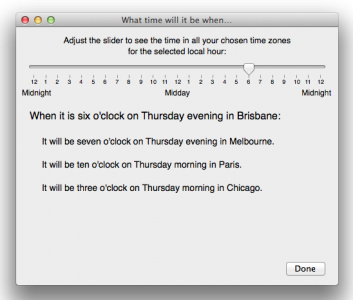 What time will it be when...
Adjust the slider to see the time in all your chosen time zones
for the selected local hour:
12 1 2 3 4 5 6 7 8 9 10 11 12 1 2 3 4 5 6 7 8 9 10 11 12
Midnight Midday Midnight
When it is six o'clock on Thursday evening in Brisbane:
It will be seven o'clock on Thursday evening in Melbourne.
It will be ten o'clock on Thursday morning in Paris.
It will be three o'clock on Thursday morning in Chicago.
Done